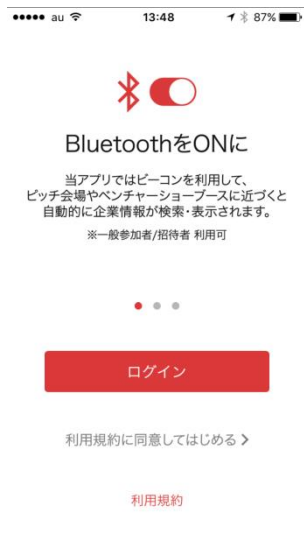 au 13:48 87%
BluetoothをONに
当アプリではビーコンを利用して、
ピッチ会場やベンチャーショーブースに近づくと
自動的に企業情報が検索・表示されます。
※一般参加者/招待者 利用可
ログイン
利用規約に同意してはじめる
利用規約